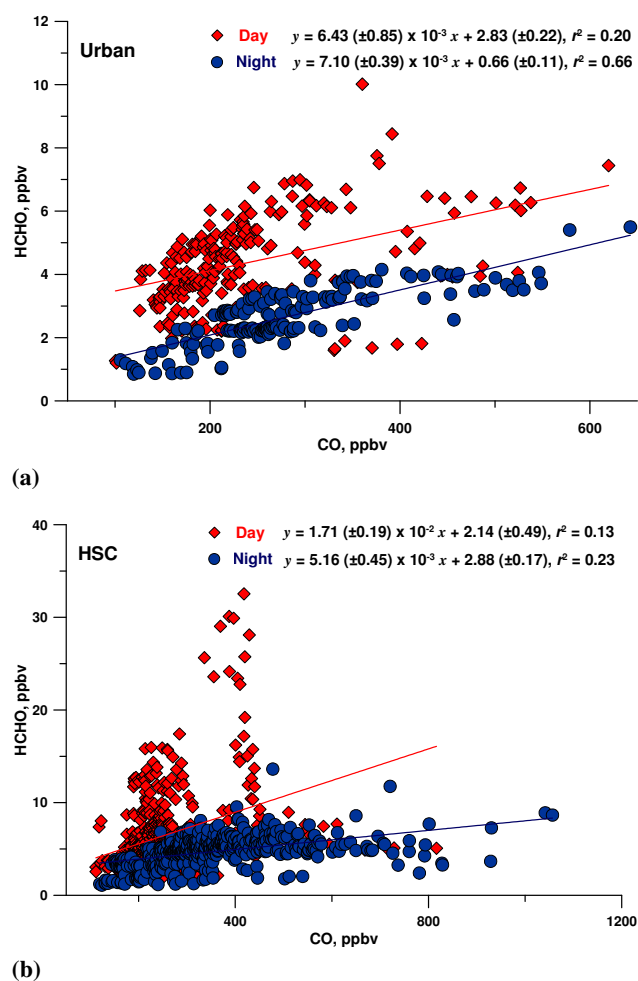 Urban
Day y = 6.43 (±0.85) x 10⁻³ x + 2.83 (±0.22), r² = 0.20
Night y = 7.10 (±0.39) x 10⁻³ x + 0.66 (±0.11), r² = 0.66
HCHO, ppbv
12
10
8
6
4
2
0
200 400 600
CO, ppbv
(a)
HSC
Day y = 1.71 (±0.19) x 10⁻² x + 2.14 (±0.49), r² = 0.13
Night y = 5.16 (±0.45) x 10⁻³ x + 2.88 (±0.17), r² = 0.23
HCHO, ppbv
40
30
20
10
0
400 800 1200
CO, ppbv
(b)